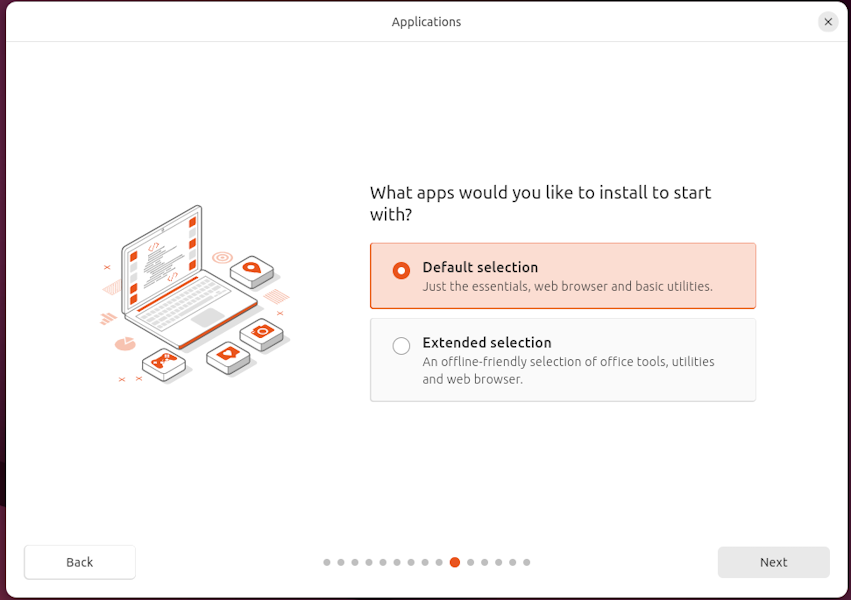 Applications
What apps would you like to install to start
with?
Default selection
Just the essentials, web browser and basic utilities.
Extended selection
An offline-friendly selection of office tools, utilities
and web browser.
Back
Next